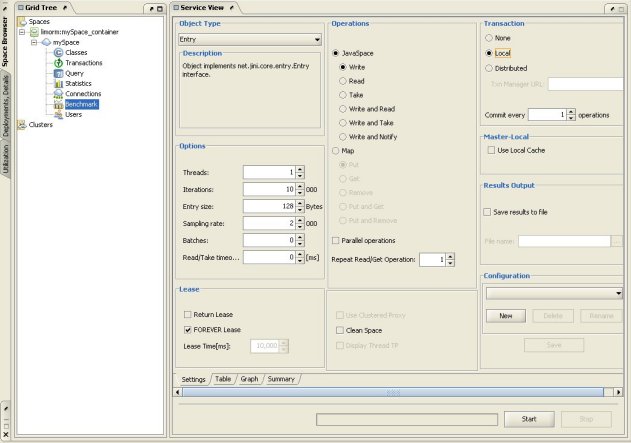 Grid Tree
Spaces
limorm:mySpace_container
mySpace
Classes
Transactions
Query
Statistics
Connections
Benchmark
Users
Clusters
Space Browser
Deployments, Details
Utilization
Service View
Object Type
Entry
Description
Object implements net.jini.core.entry.Entry
interface.
Options
Threads: 1
Iterations: 10 000
Entry size: 128 Bytes
Sampling rate: 2 000
Batches: 0
Read/Take timeo... 0 [ms]
Lease
Return Lease
FOREVER Lease
Lease Time[ms]: 10,000
Operations
JavaSpace
Write
Read
Take
Write and Read
Write and Take
Write and Notify
Map
Put
Get
Remove
Put and Get
Put and Remove
Parallel operations
Repeat Read/Get Operation: 1
Use Clustered Proxy
Clean Space
Display Thread TP
Transaction
None
Local
Distributed
Txn Manager URL:
Commit every 1 operations
Master-Local
Use Local Cache
Results Output
Save results to file
File name: ...
Configuration
New Delete Rename
Save
Settings Table Graph Summary
Start Stop